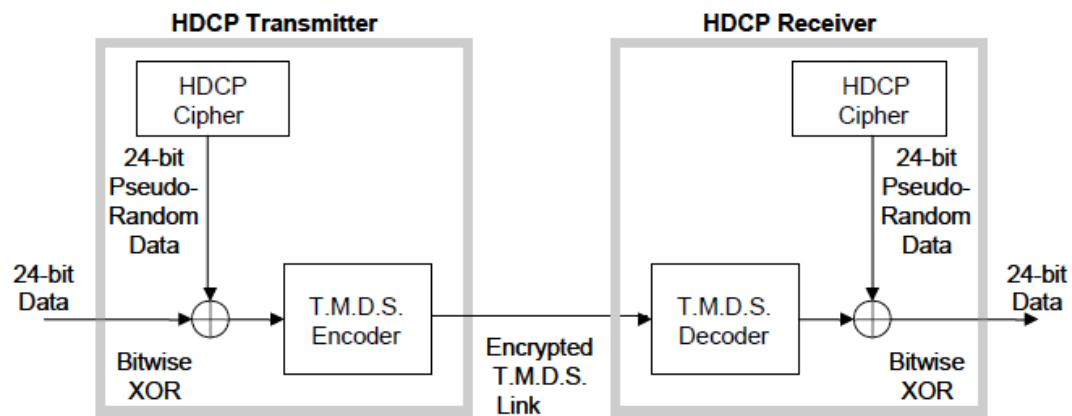 HDCP Transmitter
HDCP Receiver
HDCP
Cipher
HDCP
Cipher
24-bit
Pseudo-
Random
Data
24-bit
Pseudo-
Random
Data
24-bit
Data
T.M.D.S.
Encoder
T.M.D.S.
Decoder
24-bit
Data
Bitwise
XOR
Encrypted
T.M.D.S.
Link
Bitwise
XOR